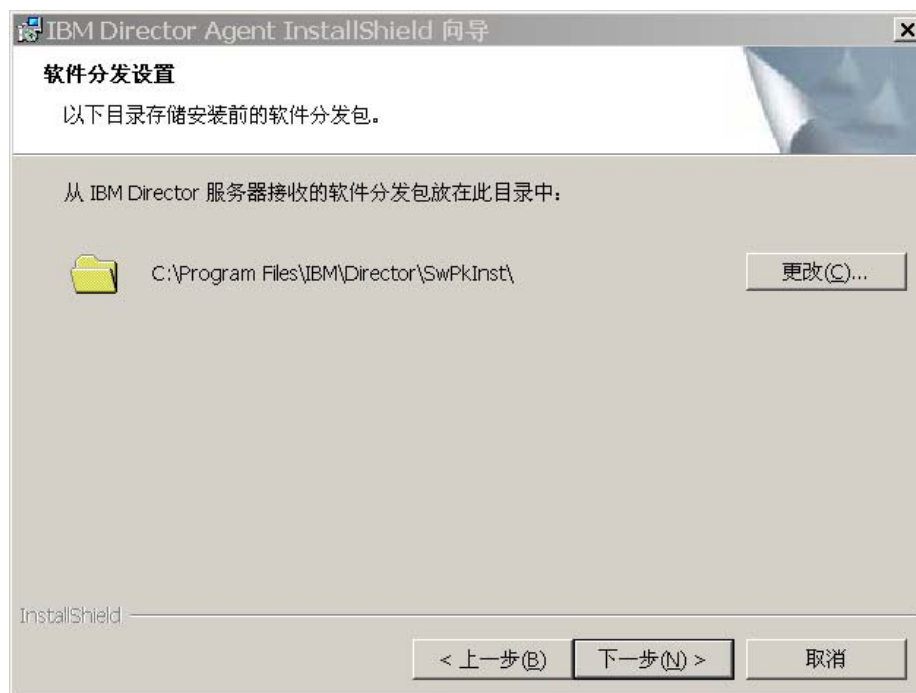 IBM Director Agent InstallShield 向导
软件分发设置
以下目录存储安装前的软件分发包。
从 IBM Director 服务器接收的软件分发包放在此目录中：
C:\Program Files\IBM\Director\SwPkInst\
更改(C)...
InstallShield
< 上一步(B)
下一步(N) >
取消